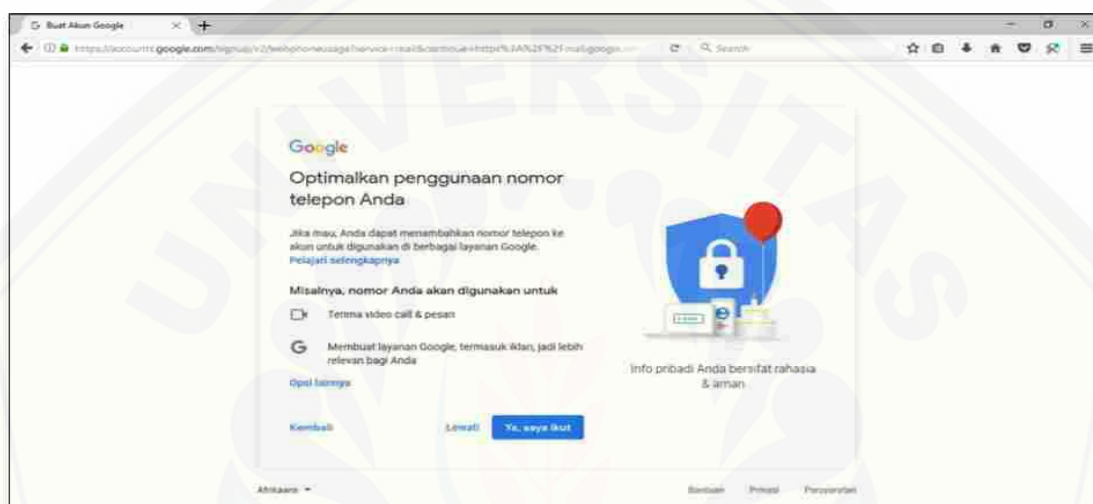 Buat Akun Google
Search
Google
Optimalkan penggunaan nomor
telepon Anda
Jika mau, Anda dapat menambahkan nomor telepon ke
akun untuk digunakan di berbagai layanan Google.
Pelajari selengkapnya
Misalnya, nomor Anda akan digunakan untuk
Terima video call & pesan
G Membuat layanan Google, termasuk iklan, jadi lebih
relevan bagi Anda
Opsi lainnya
Info pribadi Anda bersifat rahasia
& aman
Kembali Lewati Ya, saya ikut
Afrikaans Bantuan Privasi Persyaratan
UNIVERSITAS